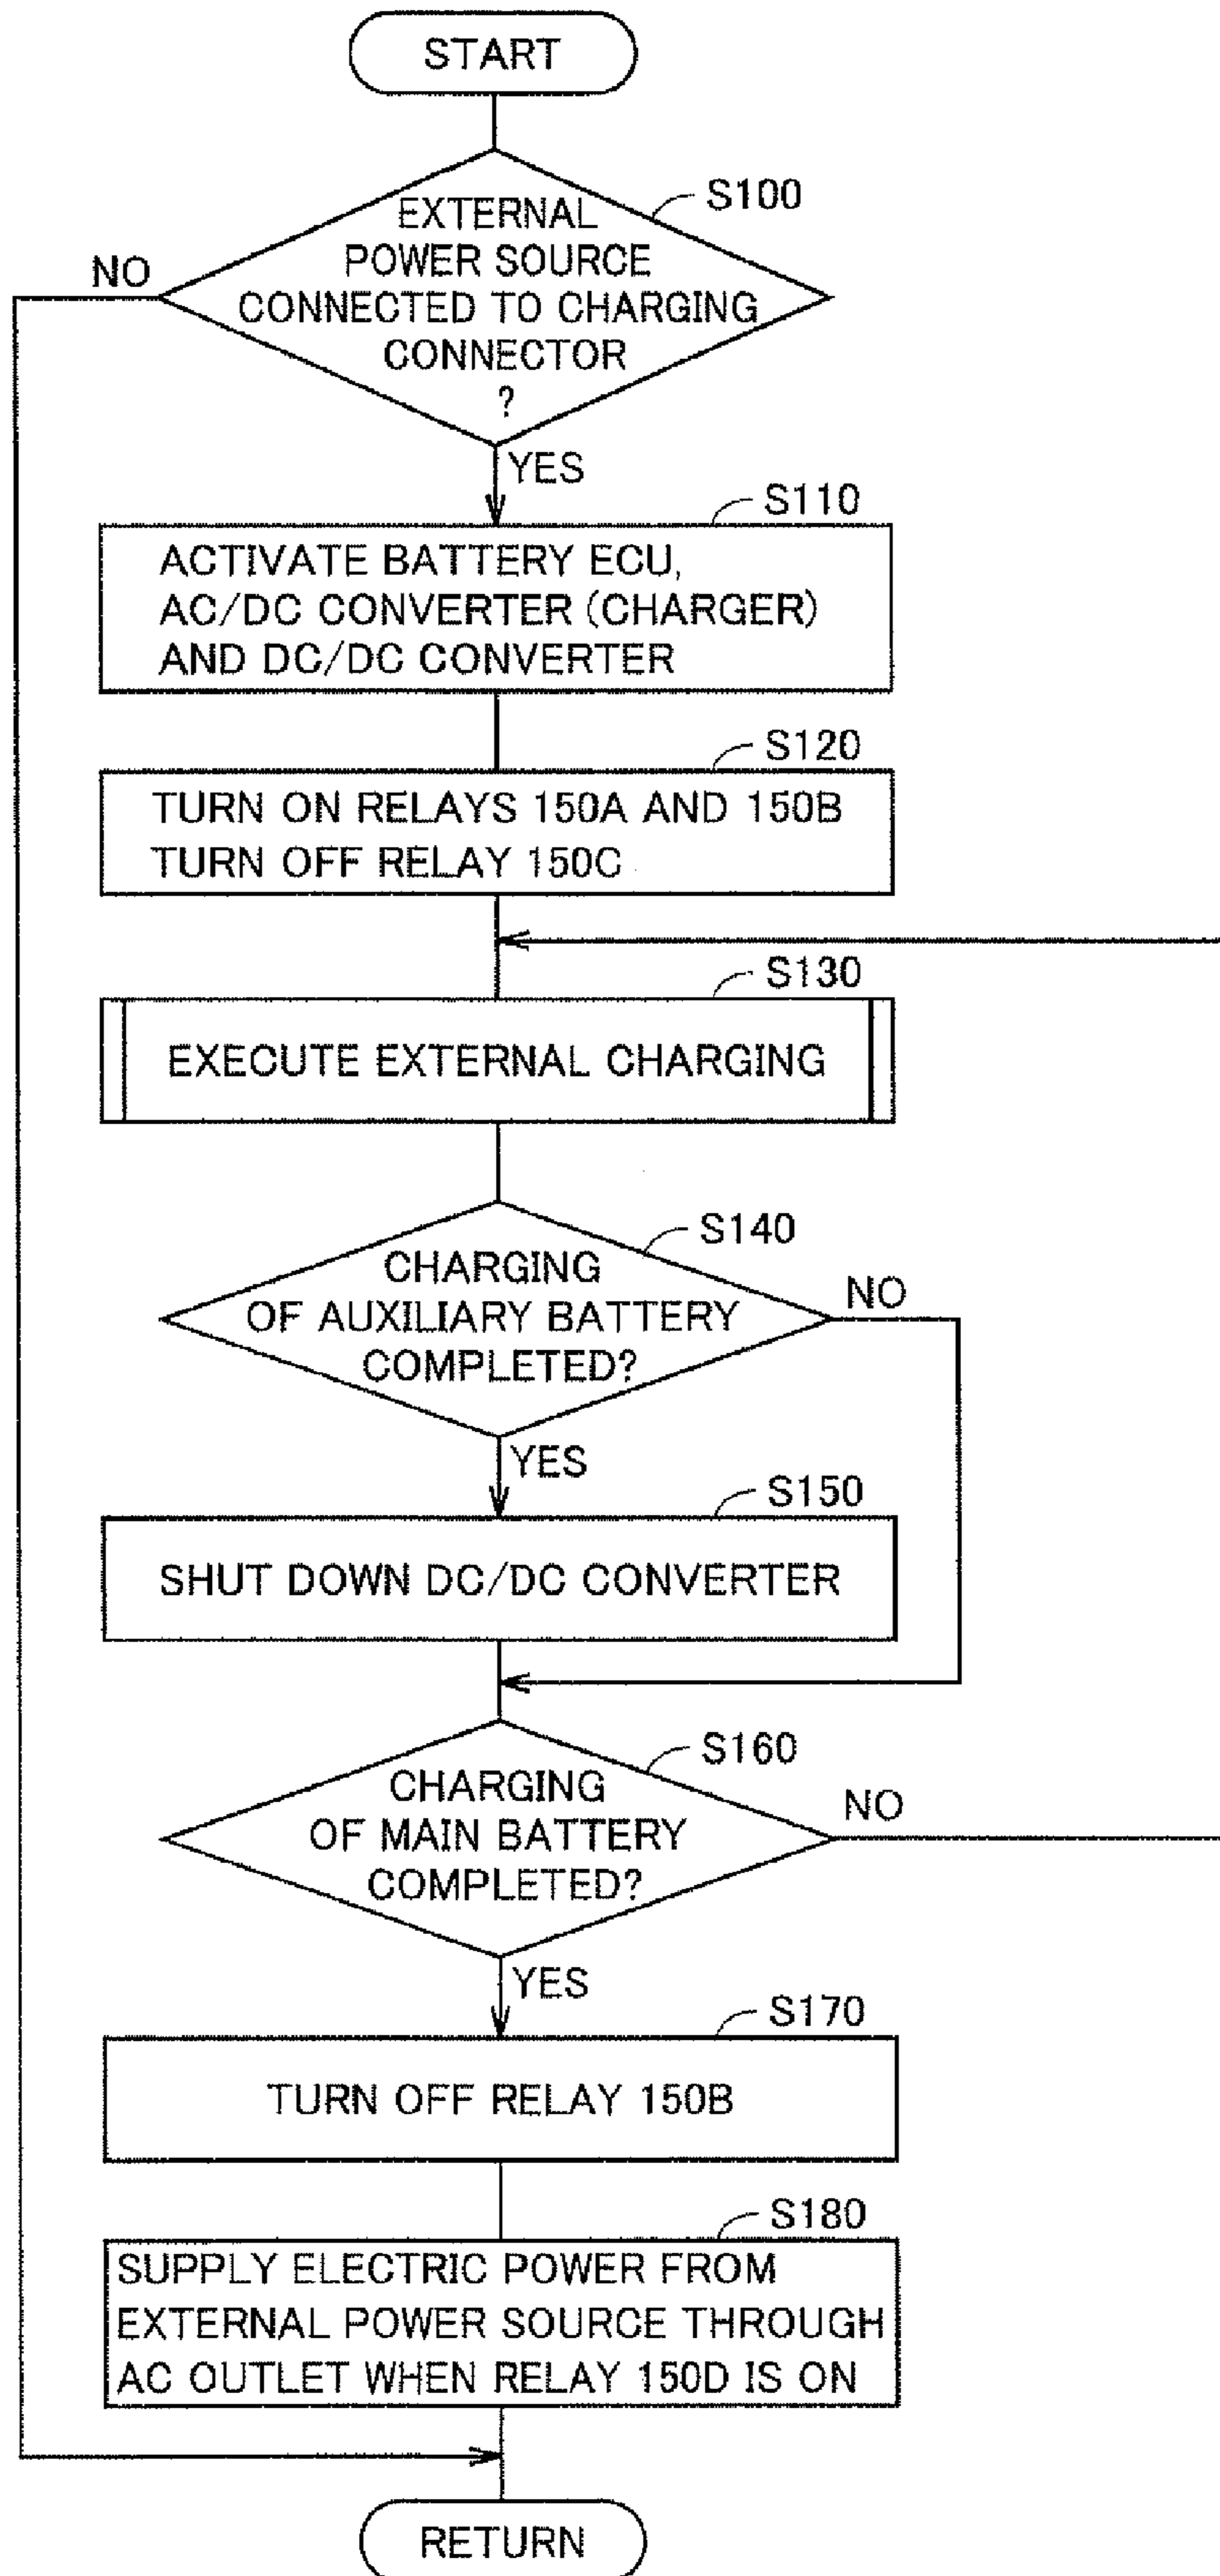 START
S100
EXTERNAL
POWER SOURCE
CONNECTED TO CHARGING
CONNECTOR
?
NO
YES
S110
ACTIVATE BATTERY ECU,
AC/DC CONVERTER (CHARGER)
AND DC/DC CONVERTER
S120
TURN ON RELAYS 150A AND 150B
TURN OFF RELAY 150C
S130
EXECUTE EXTERNAL CHARGING
S140
CHARGING
OF AUXILIARY BATTERY
COMPLETED?
NO
YES
S150
SHUT DOWN DC/DC CONVERTER
S160
CHARGING
OF MAIN BATTERY
COMPLETED?
NO
YES
S170
TURN OFF RELAY 150B
S180
SUPPLY ELECTRIC POWER FROM
EXTERNAL POWER SOURCE THROUGH
AC OUTLET WHEN RELAY 150D IS ON
RETURN